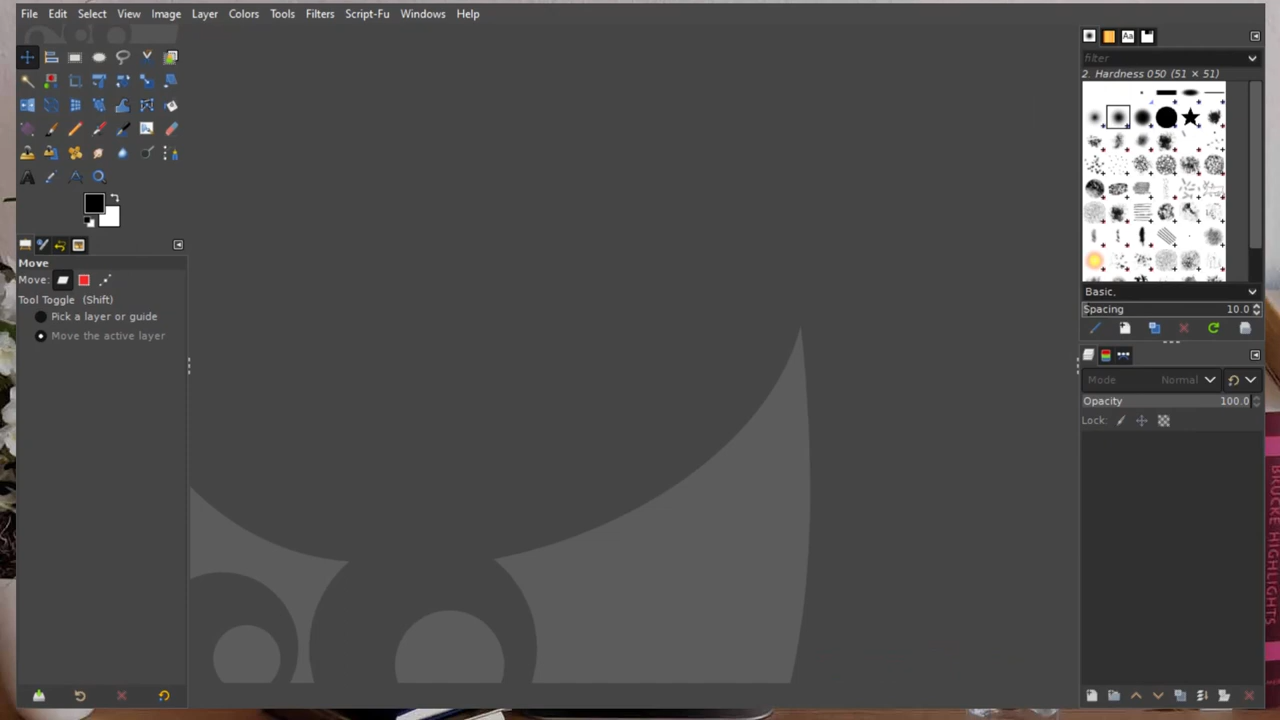 File Edit Select View Image Layer Colors Tools Filters Script-Fu Windows Help
filter
2. Hardness 050 (51 × 51)
Basic.
Spacing 10.0
Mode Normal
Opacity 100.0
Lock:
Move
Move:
Tool Toggle (Shift)
Pick a layer or guide
Move the active layer
BRÜCKE HIGHLIGHTS